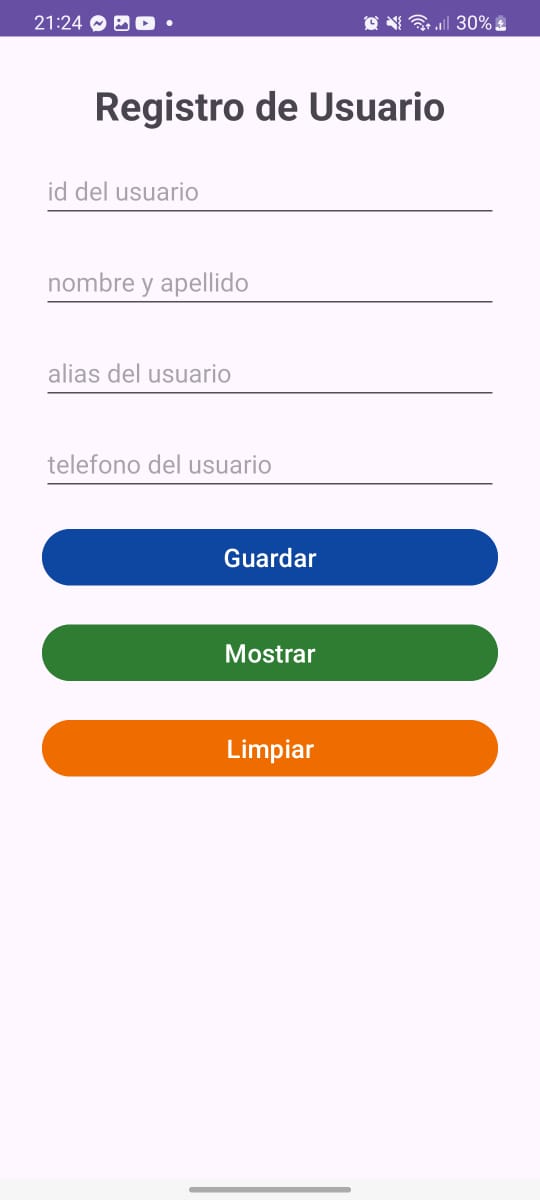 21:24 30%
Registro de Usuario
id del usuario
nombre y apellido
alias del usuario
telefono del usuario
Guardar
Mostrar
Limpiar